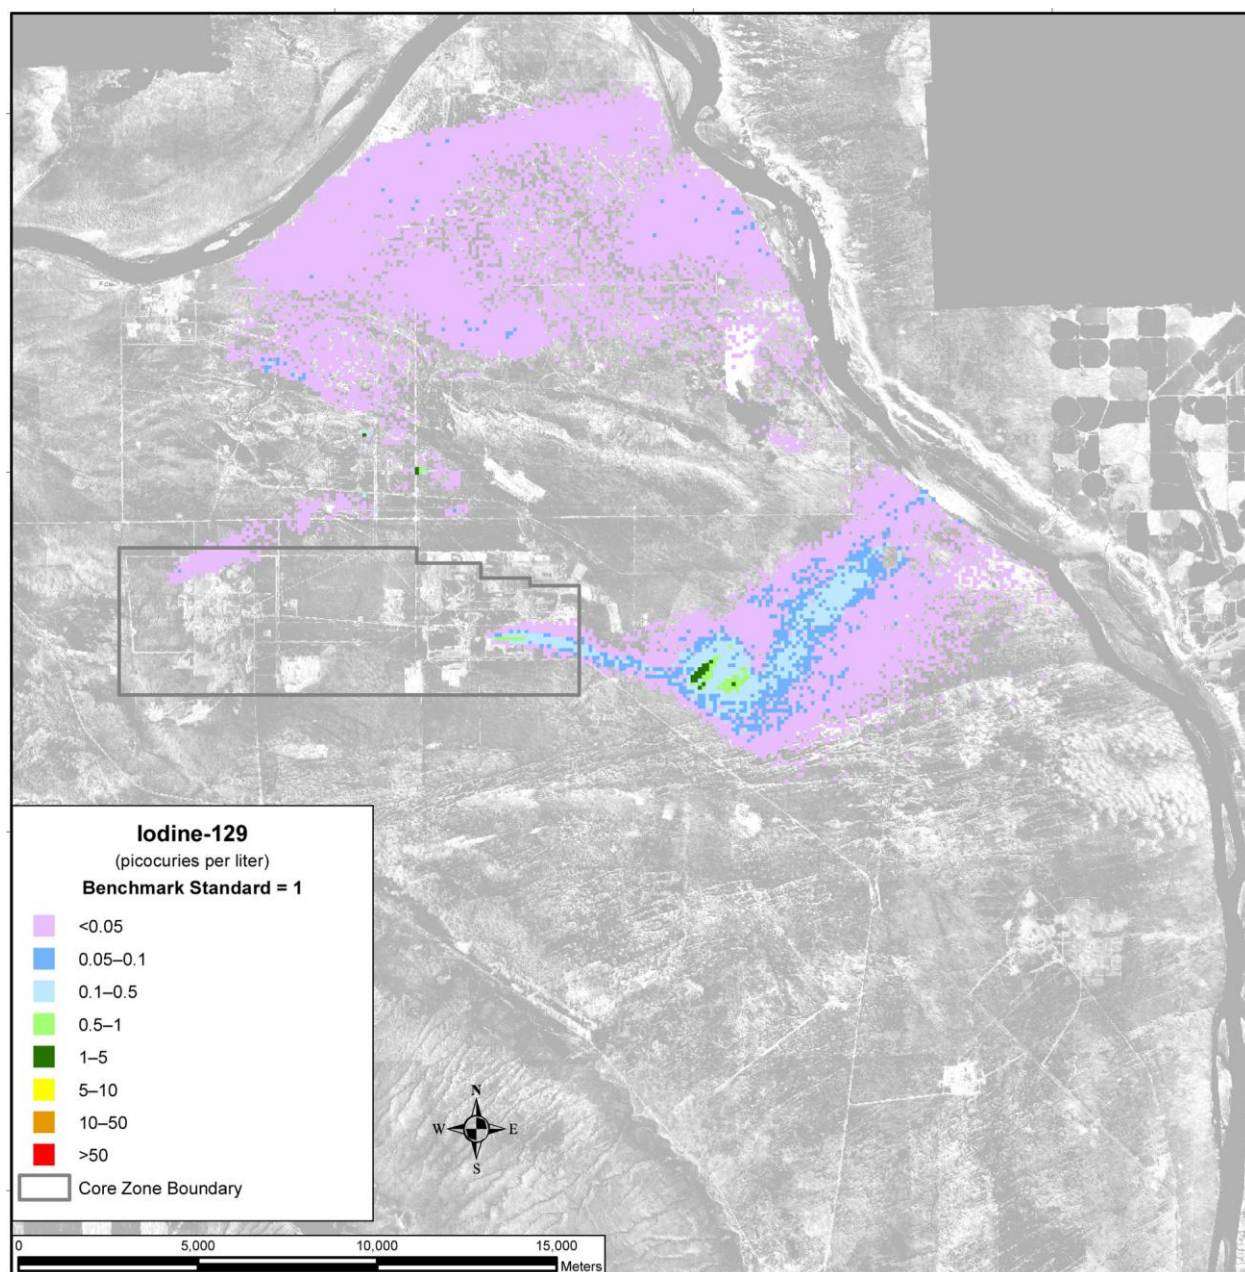 Iodine-129
(picocuries per liter)
Benchmark Standard = 1
<0.05
0.05–0.1
0.1–0.5
0.5–1
1–5
5–10
10–50
>50
Core Zone Boundary
N
W E
S
0 5,000 10,000 15,000
Meters